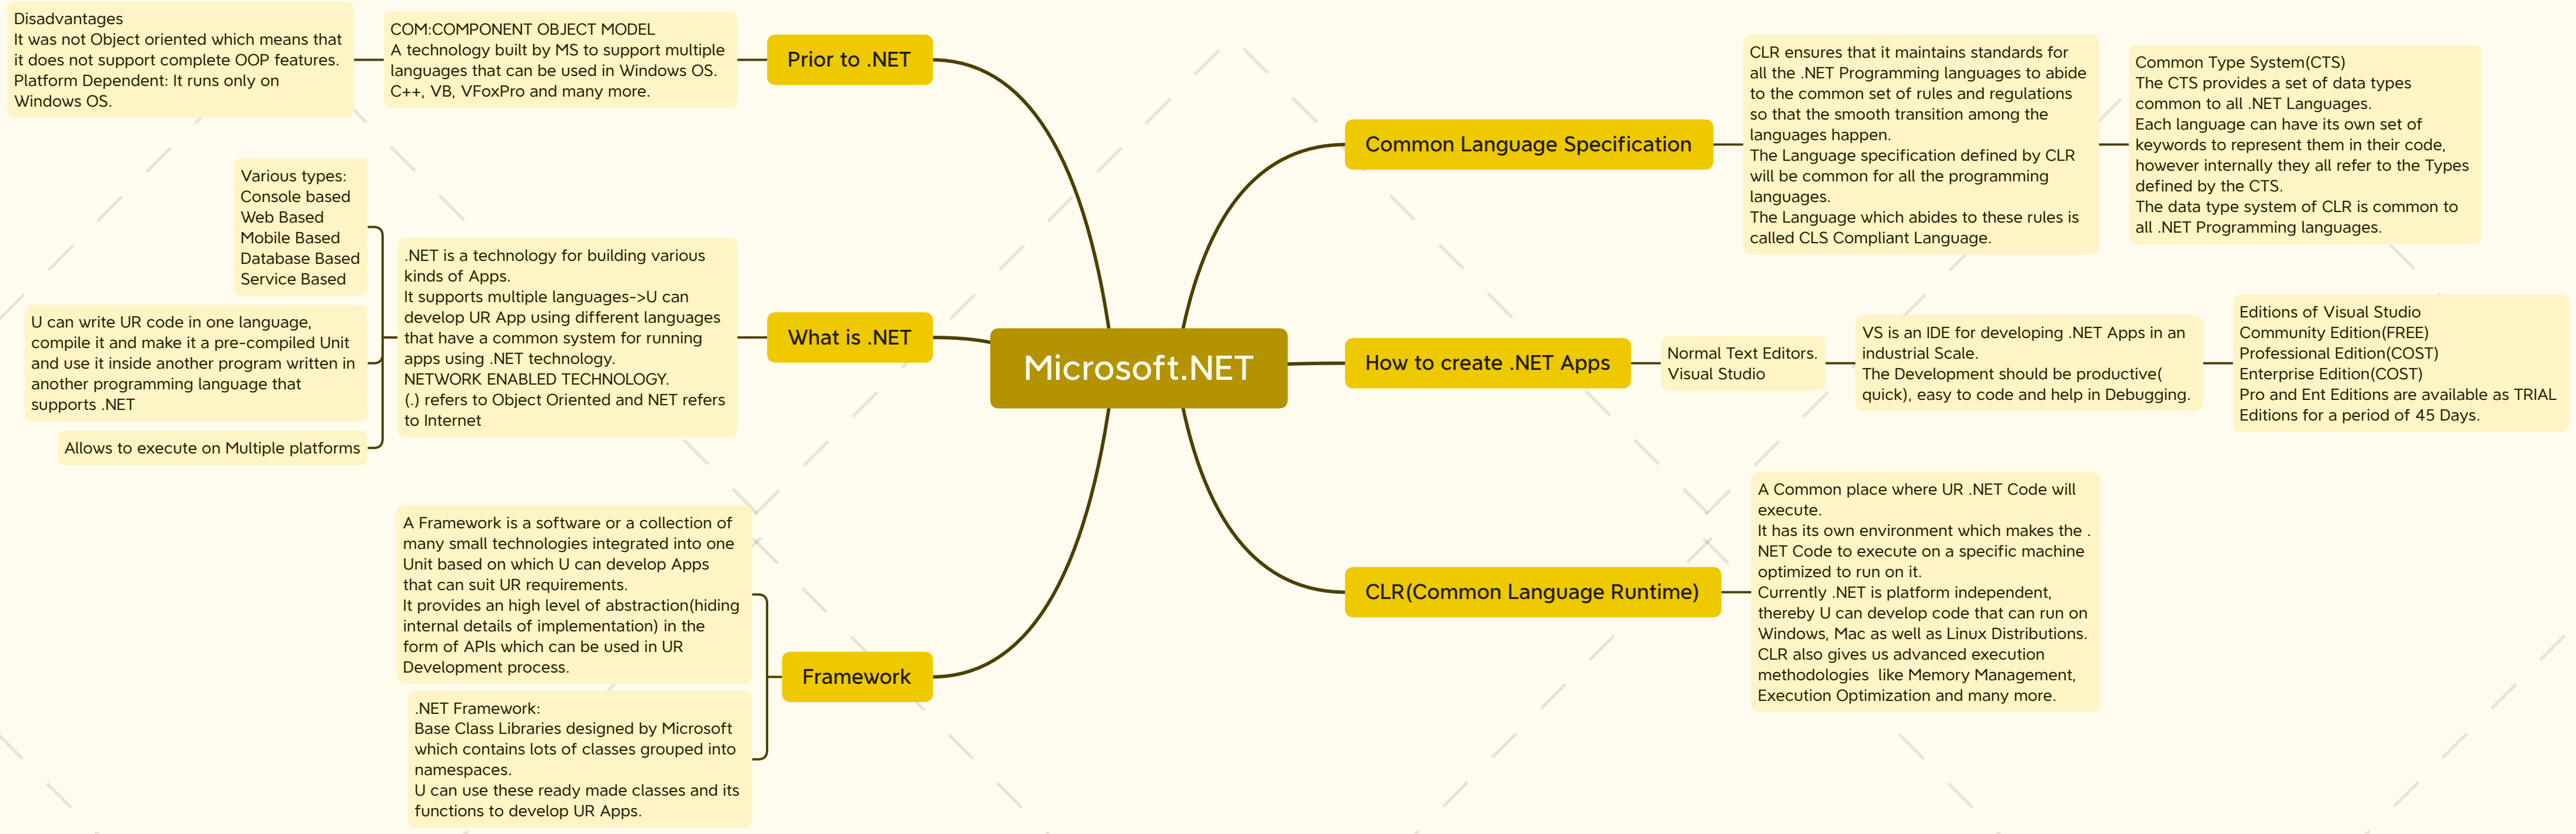 Microsoft.NET
Prior to .NET
COM:COMPONENT OBJECT MODEL
A technology built by MS to support multiple
languages that can be used in Windows OS.
C++, VB, VFoxPro and many more.
Disadvantages
It was not Object oriented which means that
it does not support complete OOP features.
Platform Dependent: It runs only on
Windows OS.
What is .NET
.NET is a technology for building various
kinds of Apps.
It supports multiple languages->U can
develop UR App using different languages
that have a common system for running
apps using .NET technology.
NETWORK ENABLED TECHNOLOGY.
(.) refers to Object Oriented and NET refers
to Internet
Various types:
Console based
Web Based
Mobile Based
Database Based
Service Based
U can write UR code in one language,
compile it and make it a pre-compiled Unit
and use it inside another program written in
another programming language that
supports .NET
Allows to execute on Multiple platforms
Framework
A Framework is a software or a collection of
many small technologies integrated into one
Unit based on which U can develop Apps
that can suit UR requirements.
It provides an high level of abstraction(hiding
internal details of implementation) in the
form of APIs which can be used in UR
Development process.
.NET Framework:
Base Class Libraries designed by Microsoft
which contains lots of classes grouped into
namespaces.
U can use these ready made classes and its
functions to develop UR Apps.
Common Language Specification
CLR ensures that it maintains standards for
all the .NET Programming languages to abide
to the common set of rules and regulations
so that the smooth transition among the
languages happen.
The Language specification defined by CLR
will be common for all the programming
languages.
The Language which abides to these rules is
called CLS Compliant Language.
Common Type System(CTS)
The CTS provides a set of data types
common to all .NET Languages.
Each language can have its own set of
keywords to represent them in their code,
however internally they all refer to the Types
defined by the CTS.
The data type system of CLR is common to
all .NET Programming languages.
How to create .NET Apps
Normal Text Editors.
Visual Studio
VS is an IDE for developing .NET Apps in an
industrial Scale.
The Development should be productive(
quick), easy to code and help in Debugging.
Editions of Visual Studio
Community Edition(FREE)
Professional Edition(COST)
Enterprise Edition(COST)
Pro and Ent Editions are available as TRIAL
Editions for a period of 45 Days.
CLR(Common Language Runtime)
A Common place where UR .NET Code will
execute.
It has its own environment which makes the .
NET Code to execute on a specific machine
optimized to run on it.
Currently .NET is platform independent,
thereby U can develop code that can run on
Windows, Mac as well as Linux Distributions.
CLR also gives us advanced execution
methodologies  like Memory Management,
Execution Optimization and many more.